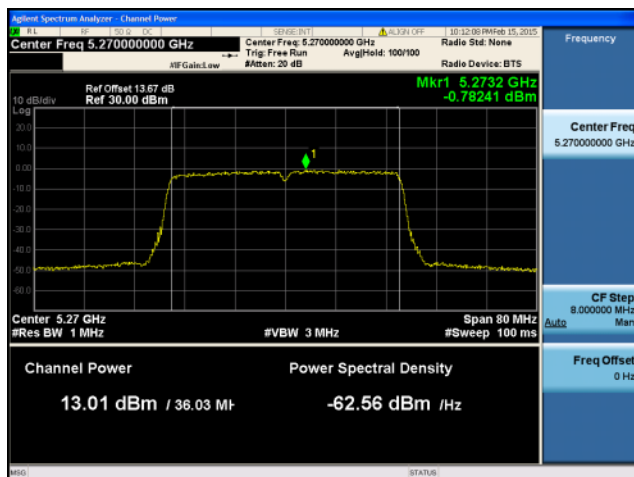 Agilent Spectrum Analyzer - Channel Power
RL RF 50 Ω DC SENSE:INT ALIGN OFF 10:12:08 PM Feb 15, 2015
Center Freq 5.270000000 GHz Center Freq: 5.270000000 GHz Radio Std: None Frequency
Trig: Free Run Avg|Hold: 100/100
#IFGain:Low #Atten: 20 dB Radio Device: BTS
Ref Offset 13.67 dB Mkr1 5.2732 GHz
10 dB/div Ref 30.00 dBm -0.78241 dBm
Log
20.0
10.0
0.00
-10.0
-20.0
-30.0
-40.0
-50.0
-60.0
1
Center Freq
5.270000000 GHz
Center 5.27 GHz Span 80 MHz
#Res BW 1 MHz #VBW 3 MHz #Sweep 100 ms
CF Step
8.000000 MHz
Auto Man
Channel Power Power Spectral Density
13.01 dBm / 36.03 MH -62.56 dBm /Hz
Freq Offset
0 Hz
MSG STATUS